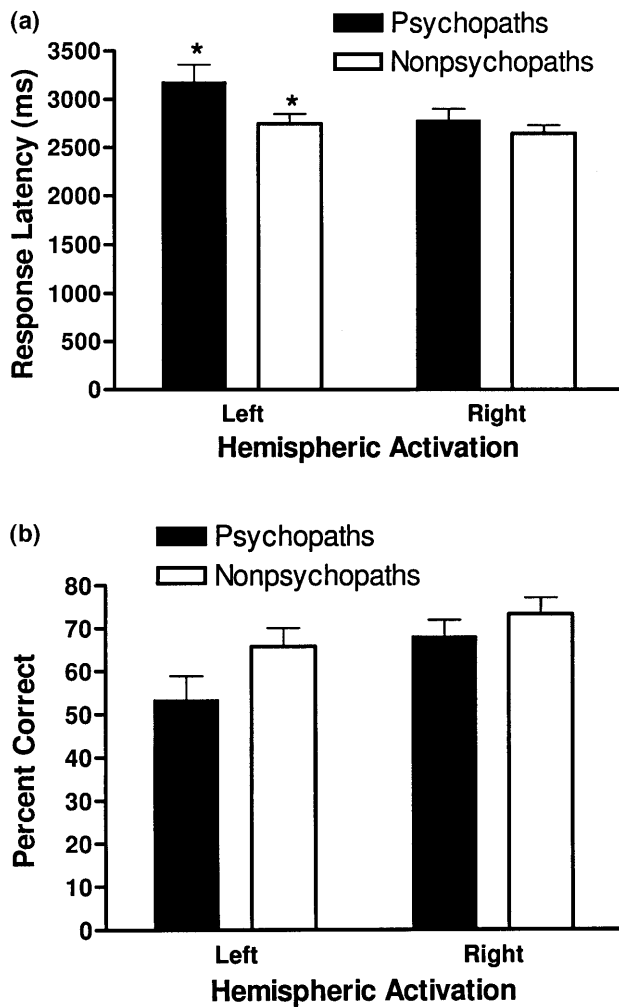 (a)
Psychopaths
Nonpsychopaths
Response Latency (ms)
3500
3000
2500
2000
1500
1000
500
0
*
*
Left Right
Hemispheric Activation
(b)
Psychopaths
Nonpsychopaths
Percent Correct
80
70
60
50
40
30
20
10
0
Left Right
Hemispheric Activation